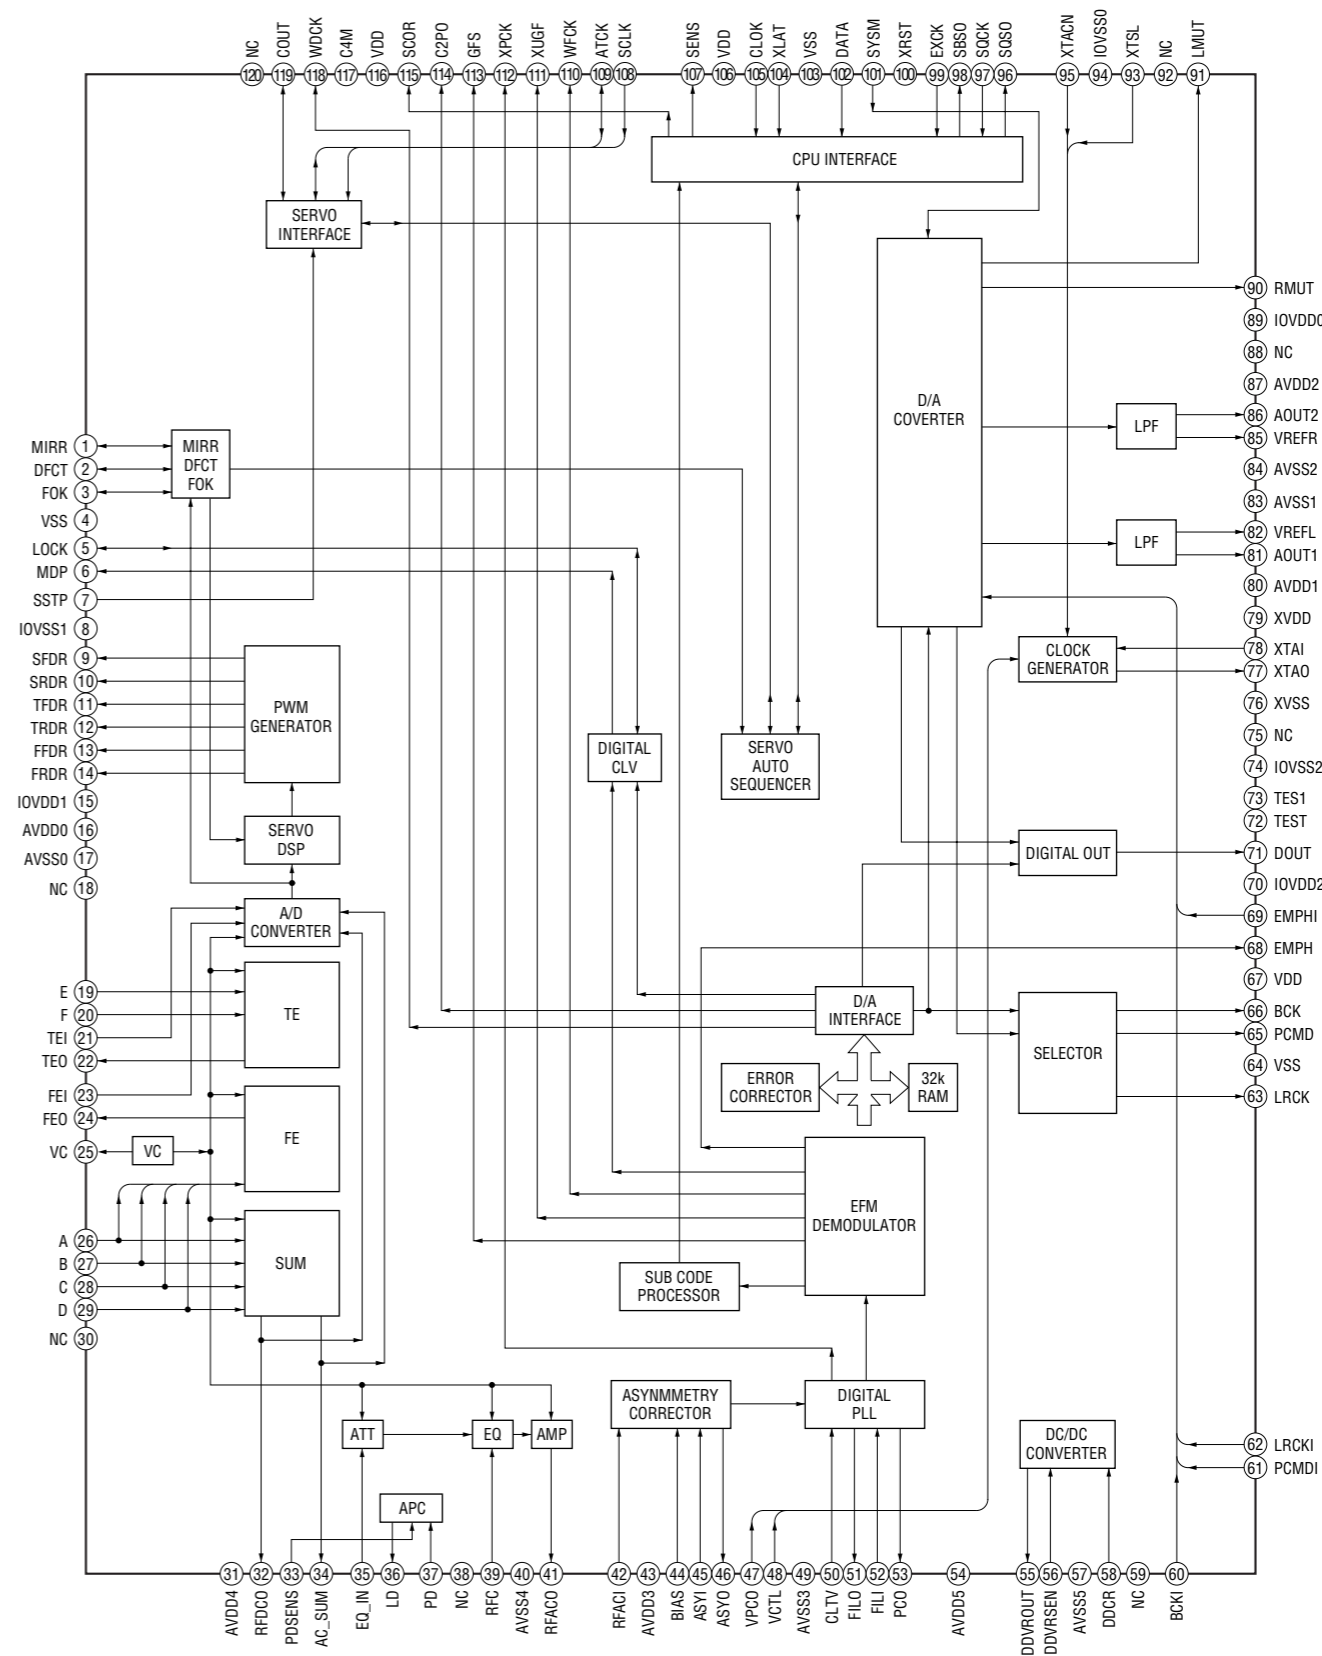 NC COUT WDCK C4M VDD SCOR C2PO GFS XPCK XUGF WFCK ATCK SCLK SENS VDD CLOK XLAT VSS DATA SYSM XRST EXCK SBSO SQCK SQSO XTACN IOVSS0 XTSL NC LMUT
120 119 118 117 116 115 114 113 112 111 110 109 108 107 106 105 104 103 102 101 100 99 98 97 96 95 94 93 92 91
CPU INTERFACE
SERVO
INTERFACE
90 RMUT
89 IOVDD0
88 NC
87 AVDD2
86 AOUT2
85 VREFR
84 AVSS2
83 AVSS1
82 VREFL
81 AOUT1
80 AVDD1
79 XVDD
78 XTAI
77 XTAO
76 XVSS
75 NC
74 IOVSS2
73 TES1
72 TEST
71 DOUT
70 IOVDD2
69 EMPHI
68 EMPH
67 VDD
66 BCK
65 PCMD
64 VSS
63 LRCK
62 LRCKI
61 PCMDI
D/A
COVERTER
LPF
LPF
CLOCK
GENERATOR
MIRR 1
DFCT 2
FOK 3
VSS 4
LOCK 5
MDP 6
SSTP 7
IOVSS1 8
SFDR 9
SRDR 10
TFDR 11
TRDR 12
FFDR 13
FRDR 14
IOVDD1 15
AVDD0 16
AVSS0 17
NC 18
E 19
F 20
TEI 21
TEO 22
FEI 23
FEO 24
VC 25
A 26
B 27
C 28
D 29
NC 30
MIRR
DFCT
FOK
PWM
GENERATOR
DIGITAL
CLV
SERVO
AUTO
SEQUENCER
SERVO
DSP
DIGITAL OUT
A/D
CONVERTER
TE
D/A
INTERFACE
SELECTOR
ERROR
CORRECTOR
32k
RAM
FE
VC
EFM
DEMODULATOR
SUM
SUB CODE
PROCESSOR
ASYNMMETRY
CORRECTOR
DIGITAL
PLL
ATT
EQ
AMP
DC/DC
CONVERTER
APC
31 32 33 34 35 36 37 38 39 40 41 42 43 44 45 46 47 48 49 50 51 52 53 54 55 56 57 58 59 60
AVDD4 RFDCO PDSENS AC_SUM EQ_IN LD PD NC RFC AVSS4 RFACO RFACI AVDD3 BIAS ASYI ASYO VPCO VCTL AVSS3 CLTV FILO FILI PCO AVDD5 DDVROUT DDVRSEN AVSS5 DDCR NC BCKI